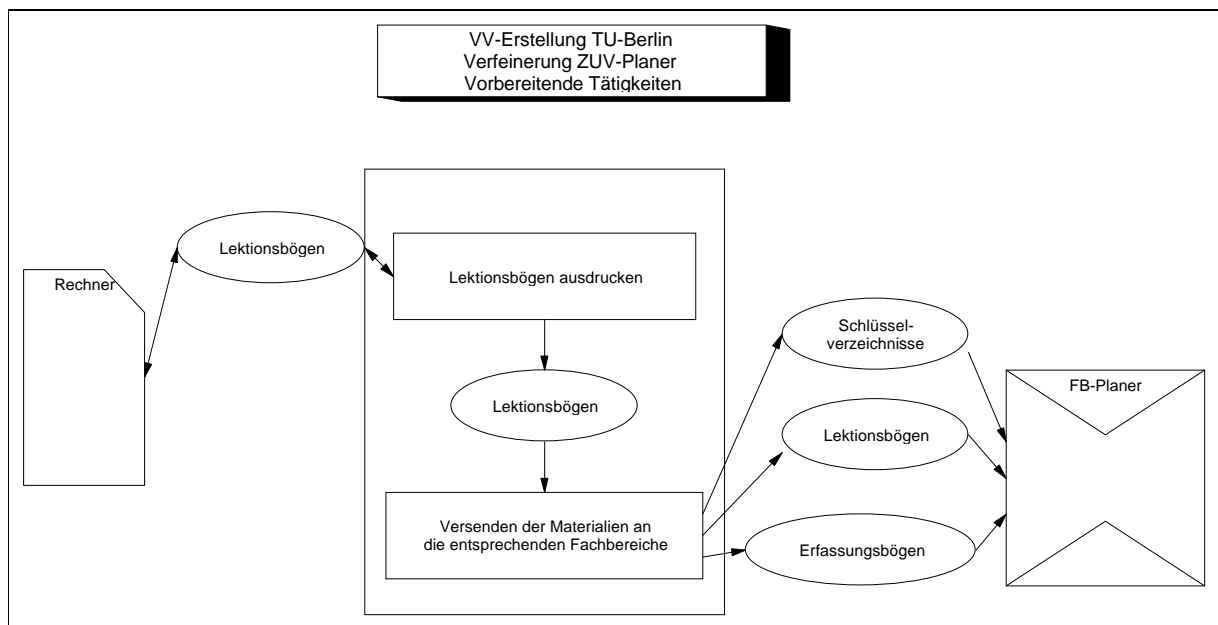 VV-Erstellung TU-Berlin
Verfeinerung ZUV-Planer
Vorbereitende Tätigkeiten
Rechner
Lektionsbögen
Lektionsbögen ausdrucken
Lektionsbögen
Versenden der Materialien an
die entsprechenden Fachbereiche
Schlüssel-
verzeichnisse
Lektionsbögen
Erfassungsbögen
FB-Planer